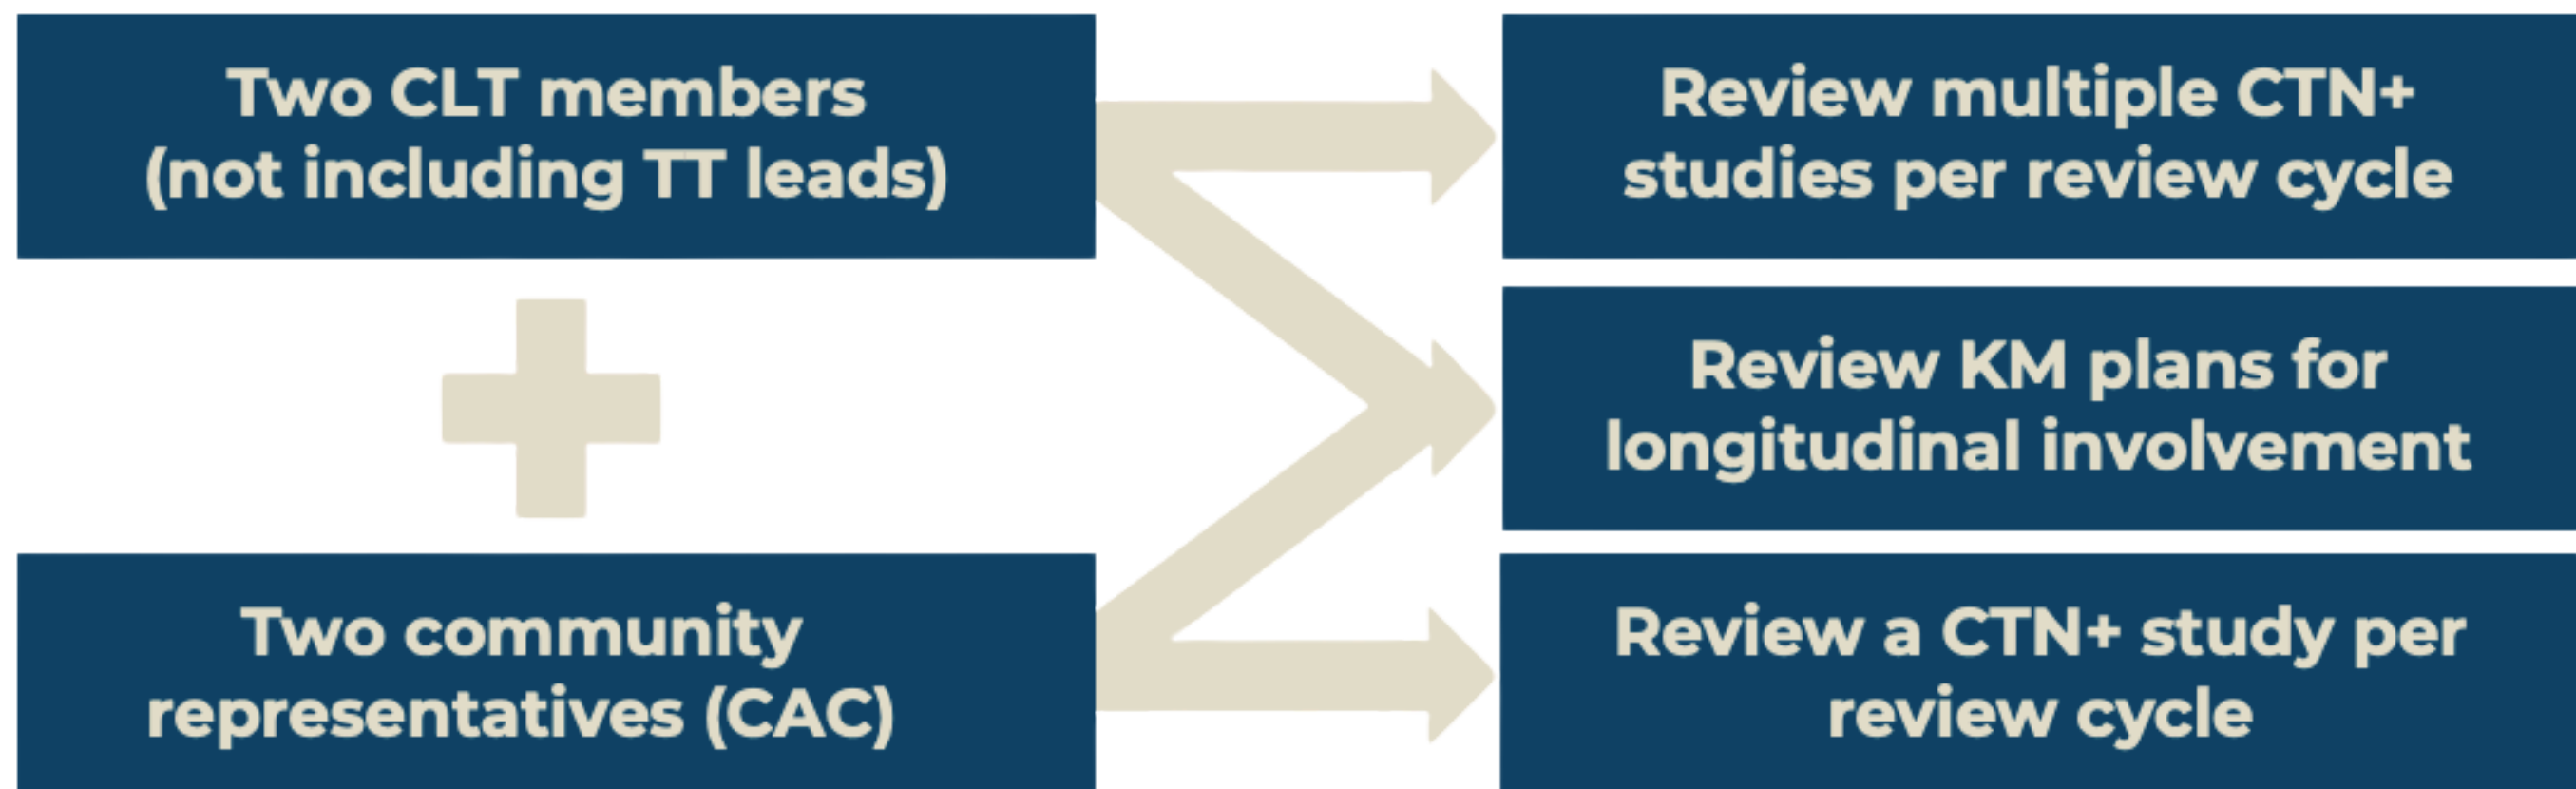 Two CLT members
(not including TT leads)
Review multiple CTN+
studies per review cycle
Review KM plans for
longitudinal involvement
Two community
representatives (CAC)
Review a CTN+ study per
review cycle